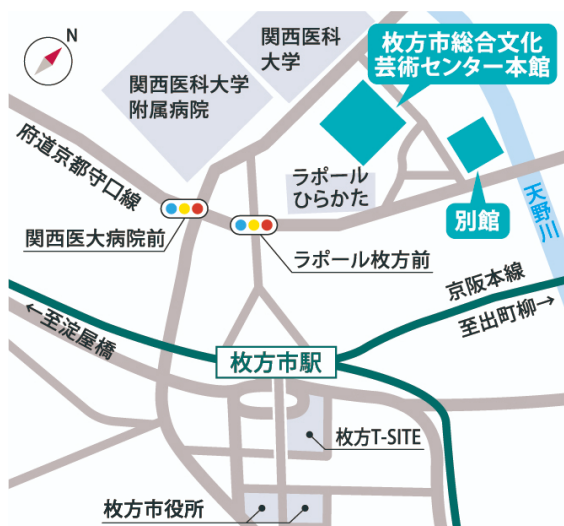 N
関西医科
大学
枚方市総合文化
芸術センター本館
関西医科大学
附属病院
府道京都守口線
ラポール
ひらかた
別館
天野川
関西医大病院前
ラポール枚方前
京阪本線
至出町柳→
←至淀屋橋
枚方市駅
枚方T-SITE
枚方市役所